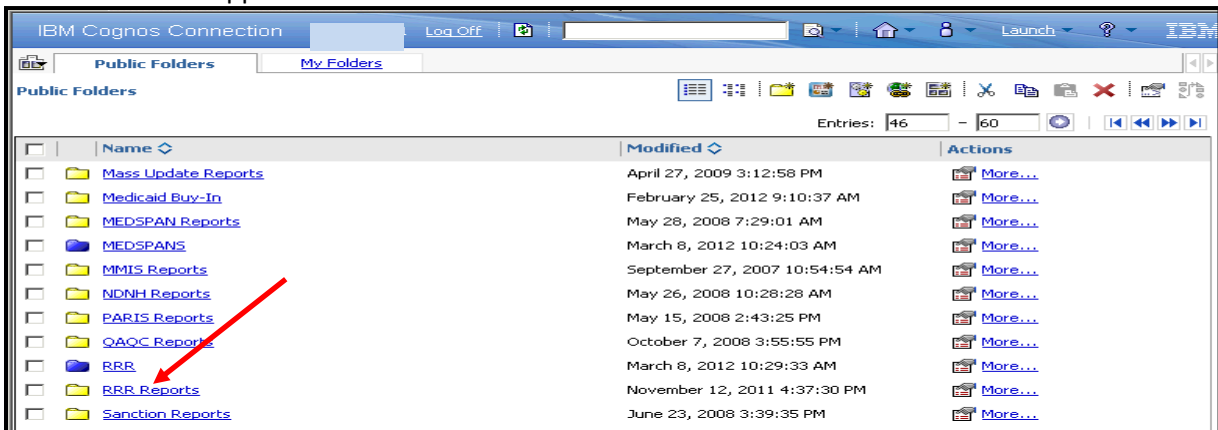 IBM Cognos Connection Log Off Launch ? IBM
Public Folders My Folders
Public Folders
Entries: 46 - 60
Name Modified Actions
Mass Update Reports April 27, 2009 3:12:58 PM More...
Medicaid Buy-In February 25, 2012 9:10:37 AM More...
MEDSPAN Reports May 28, 2008 7:29:01 AM More...
MEDSPANS March 8, 2012 10:24:03 AM More...
MMIS Reports September 27, 2007 10:54:54 AM More...
NDNH Reports May 26, 2008 10:28:28 AM More...
PARIS Reports May 15, 2008 2:43:25 PM More...
QAQC Reports October 7, 2008 3:55:55 PM More...
RRR March 8, 2012 10:29:33 AM More...
RRR Reports November 12, 2011 4:37:30 PM More...
Sanction Reports June 23, 2008 3:39:35 PM More...